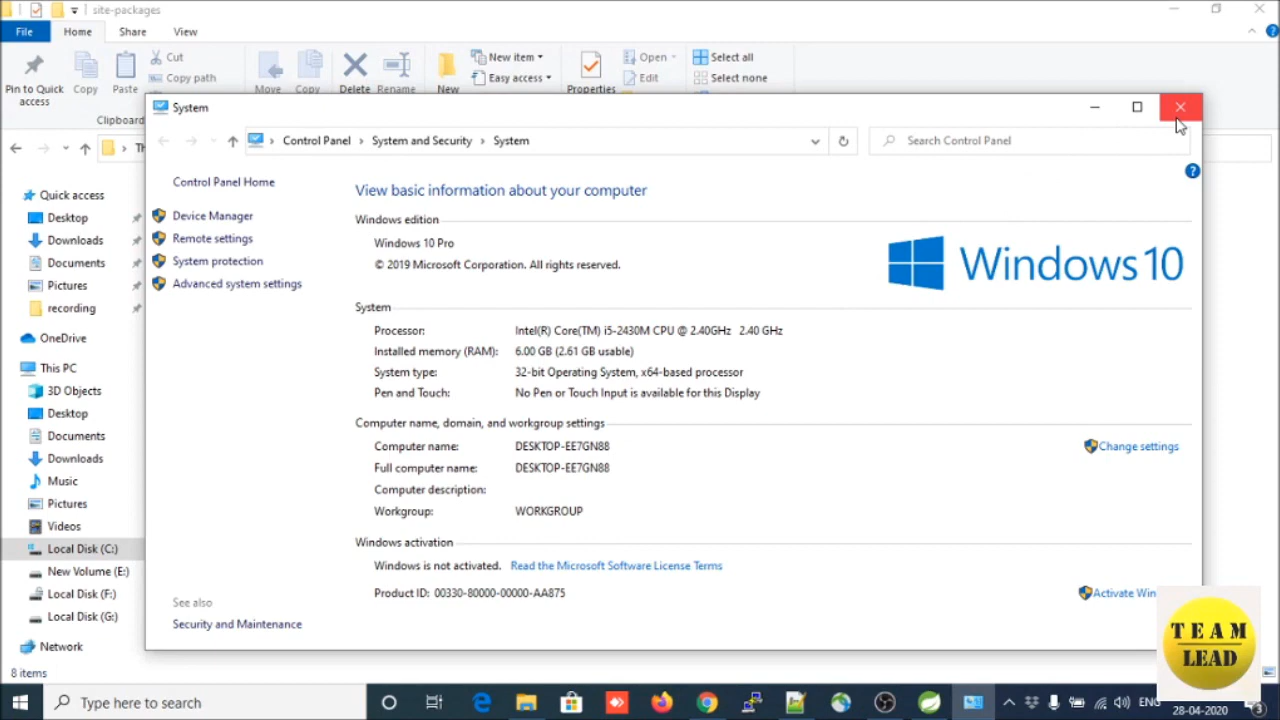 site-packages
File Home Share View
Cut
Copy path
Pin to Quick access
Copy
Paste
Move
Copy
Delete
Rename
New
New item
Easy access
Properties
Open
Edit
Select all
Select none
Clipboard
System
Control Panel > System and Security > System
Search Control Panel
Quick access
Desktop
Downloads
Documents
Pictures
recording
OneDrive
This PC
3D Objects
Desktop
Documents
Downloads
Music
Pictures
Videos
Local Disk (C:)
New Volume (E:)
Local Disk (F:)
Local Disk (G:)
Network
8 items
Control Panel Home
Device Manager
Remote settings
System protection
Advanced system settings
See also
Security and Maintenance
View basic information about your computer
Windows edition
Windows 10 Pro
© 2019 Microsoft Corporation. All rights reserved.
Windows 10
System
Processor: Intel(R) Core(TM) i5-2430M CPU @ 2.40GHz 2.40 GHz
Installed memory (RAM): 6.00 GB (2.61 GB usable)
System type: 32-bit Operating System, x64-based processor
Pen and Touch: No Pen or Touch Input is available for this Display
Computer name, domain, and workgroup settings
Computer name: DESKTOP-EE7GN88
Change settings
Full computer name: DESKTOP-EE7GN88
Computer description:
Workgroup: WORKGROUP
Windows activation
Windows is not activated. Read the Microsoft Software License Terms
Product ID: 00330-80000-00000-AA875
Activate Win
TEAM
LEAD
Type here to search
ENG
28-04-2020
3